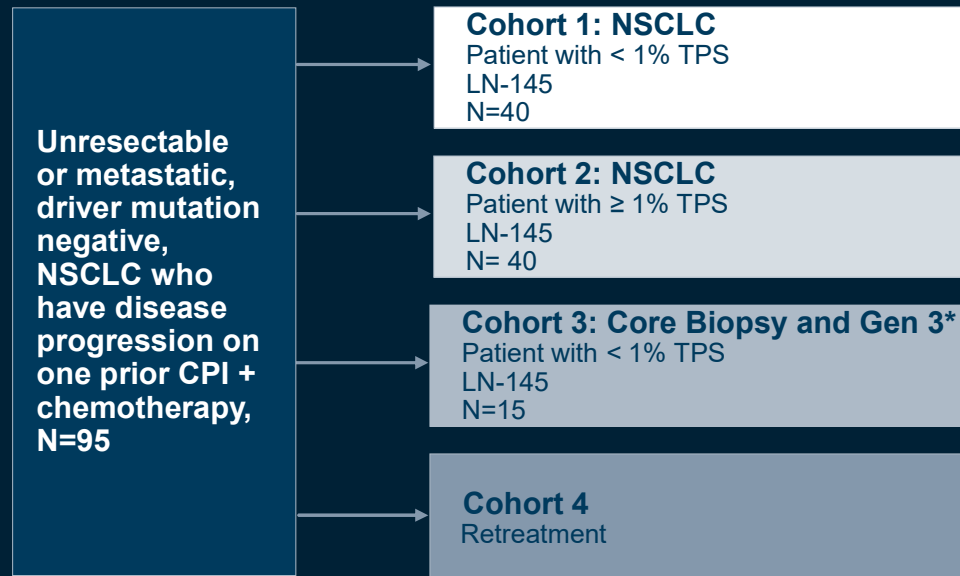 Unresectable
or metastatic,
driver mutation
negative,
NSCLC who
have disease
progression on
one prior CPI +
chemotherapy,
N=95
Cohort 1: NSCLC
Patient with < 1% TPS
LN-145
N=40
Cohort 2: NSCLC
Patient with ≥ 1% TPS
LN-145
N= 40
Cohort 3: Core Biopsy and Gen 3*
Patient with < 1% TPS
LN-145
N=15
Cohort 4
Retreatment